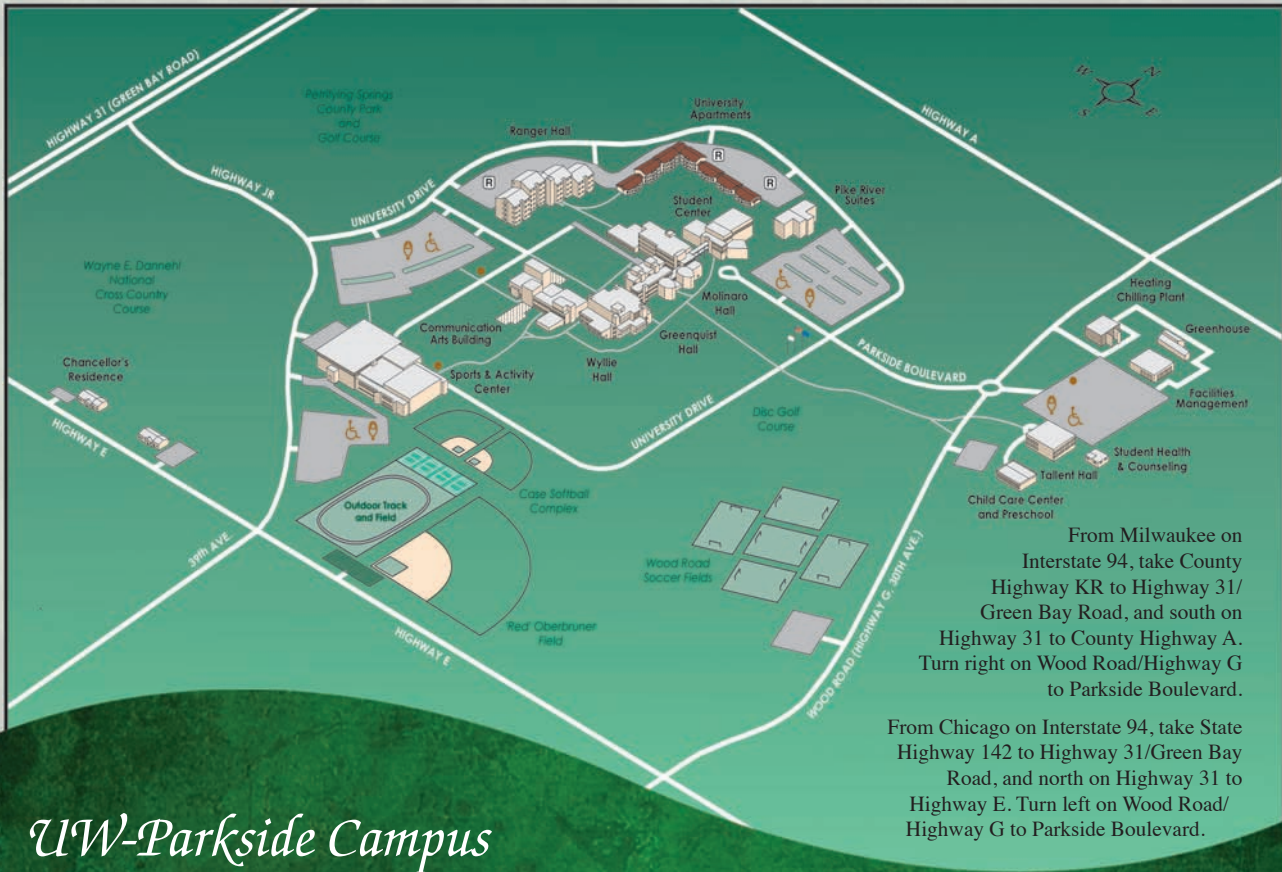 HIGHWAY 31 (GREEN BAY ROAD)
Petrifying Springs
County Park
and
Golf Course
HIGHWAY JR
UNIVERSITY DRIVE
Ranger Hall
University
Apartments
R
R
R
HIGHWAY A
W
N
S
E
Pike River
Suites
Student
Center
Wayne E. Dannehl
National
Cross Country
Course
Chancellor's
Residence
Communication
Arts Building
Sports & Activity
Center
Wyllie
Hall
Greenquist
Hall
Molinaro
Hall
PARKSIDE BOULEVARD
Heating
Chilling Plant
Greenhouse
Facilities
Management
UNIVERSITY DRIVE
Disc Golf
Course
Student Health
& Counseling
Tallent Hall
Child Care Center
and Preschool
HIGHWAY E
39th AVE.
Outdoor Track
and Field
Case Softball
Complex
Wood Road
Soccer Fields
'Red' Oberbruner
Field
HIGHWAY E
WOOD ROAD (HIGHWAY G, 30TH AVE.)
From Milwaukee on
Interstate 94, take County
Highway KR to Highway 31/
Green Bay Road, and south on
Highway 31 to County Highway A.
Turn right on Wood Road/Highway G
to Parkside Boulevard.
From Chicago on Interstate 94, take State
Highway 142 to Highway 31/Green Bay
Road, and north on Highway 31 to
Highway E. Turn left on Wood Road/
Highway G to Parkside Boulevard.
UW-Parkside Campus